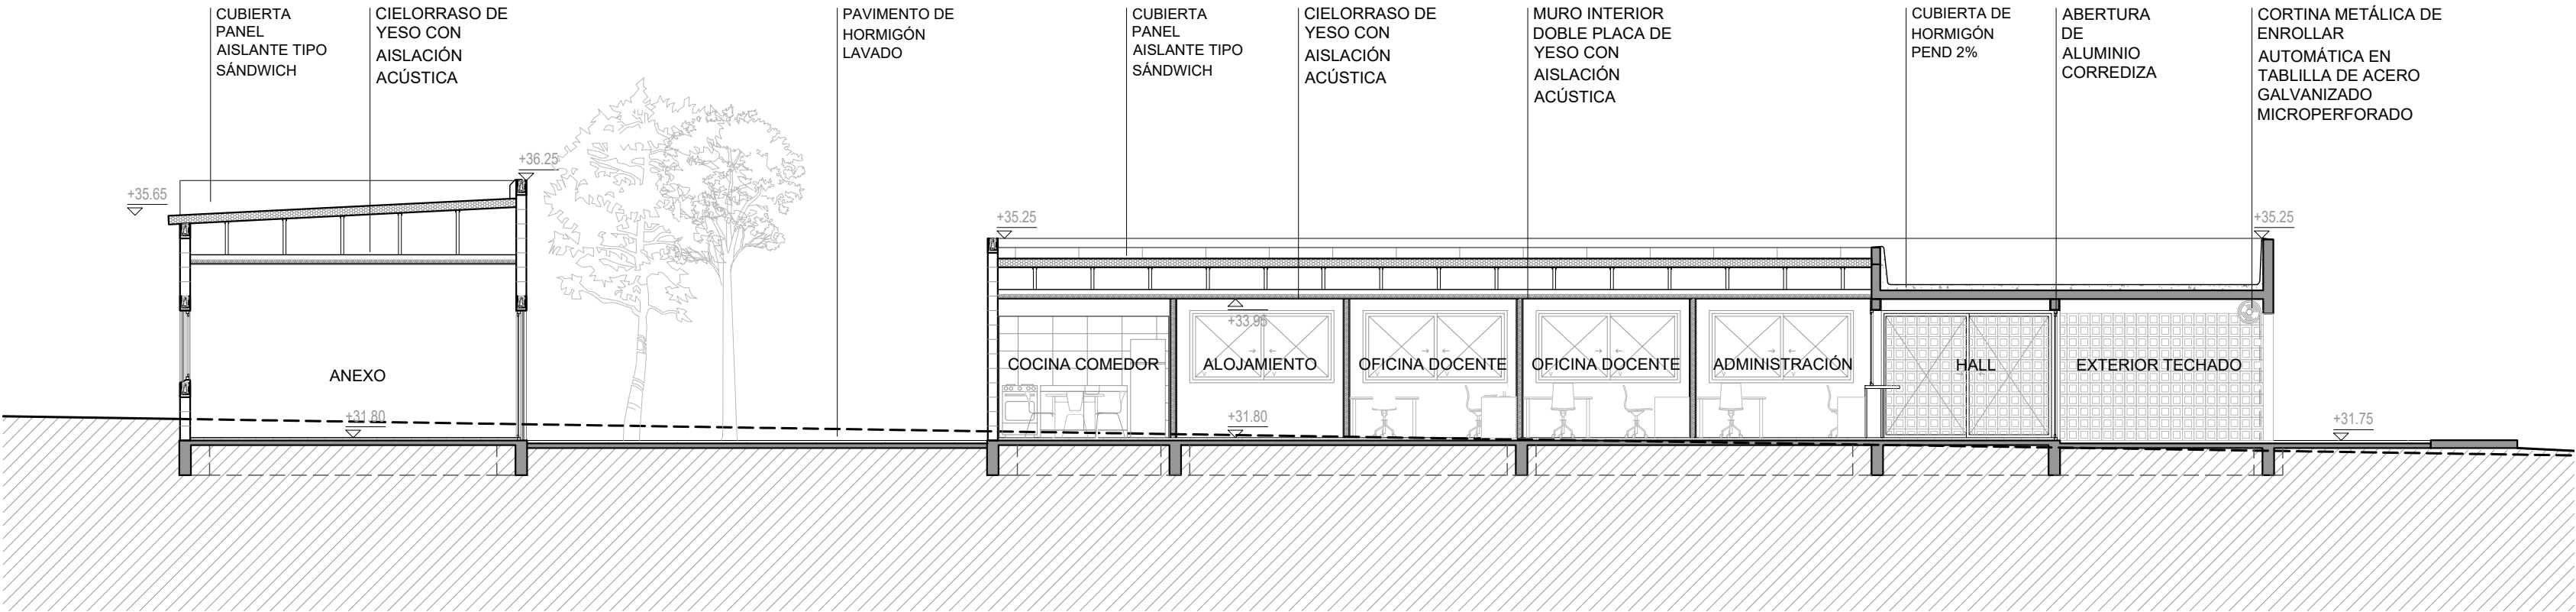 CUBIERTA
PANEL
AISLANTE TIPO
SÁNDWICH
CIELORRASO DE
YESO CON
AISLACIÓN
ACÚSTICA
PAVIMENTO DE
HORMIGÓN
LAVADO
CUBIERTA
PANEL
AISLANTE TIPO
SÁNDWICH
CIELORRASO DE
YESO CON
AISLACIÓN
ACÚSTICA
MURO INTERIOR
DOBLE PLACA DE
YESO CON
AISLACIÓN
ACÚSTICA
CUBIERTA DE
HORMIGÓN
PEND 2%
ABERTURA
DE
ALUMINIO
CORREDIZA
CORTINA METÁLICA DE
ENROLLAR
AUTOMÁTICA EN
TABLILLA DE ACERO
GALVANIZADO
MICROPERFORADO
+36.25
+35.65
+35.25
+35.25
+33.95
COCINA COMEDOR
ALOJAMIENTO
OFICINA DOCENTE
OFICINA DOCENTE
ADMINISTRACIÓN
HALL
EXTERIOR TECHADO
ANEXO
+31.80
+31.80
+31.75